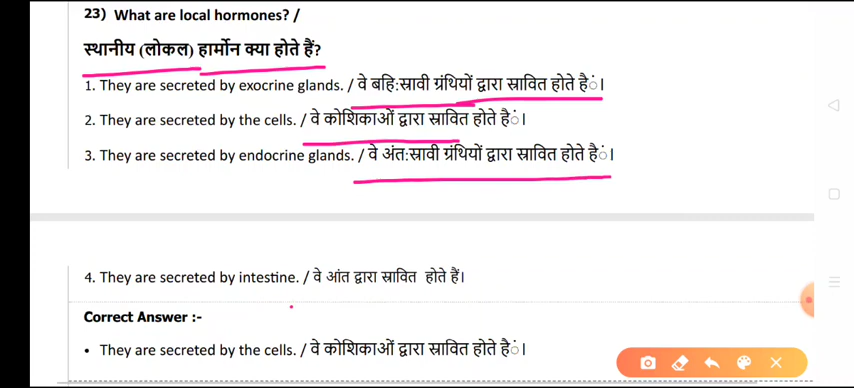 23) What are local hormones? /
स्थानीय (लोकल) हार्मोन क्या होते हैं?
1. They are secreted by exocrine glands. / वे बहि:स्रावी ग्रंथियों द्वारा स्रावित होते हैं।
2. They are secreted by the cells. / वे कोशिकाओं द्वारा स्रावित होते हैं।
3. They are secreted by endocrine glands. / वे अंत:स्रावी ग्रंथियों द्वारा स्रावित होते हैं।
4. They are secreted by intestine. / वे आंत द्वारा स्रावित होते हैं।
Correct Answer :-
• They are secreted by the cells. / वे कोशिकाओं द्वारा स्रावित होते हैं।